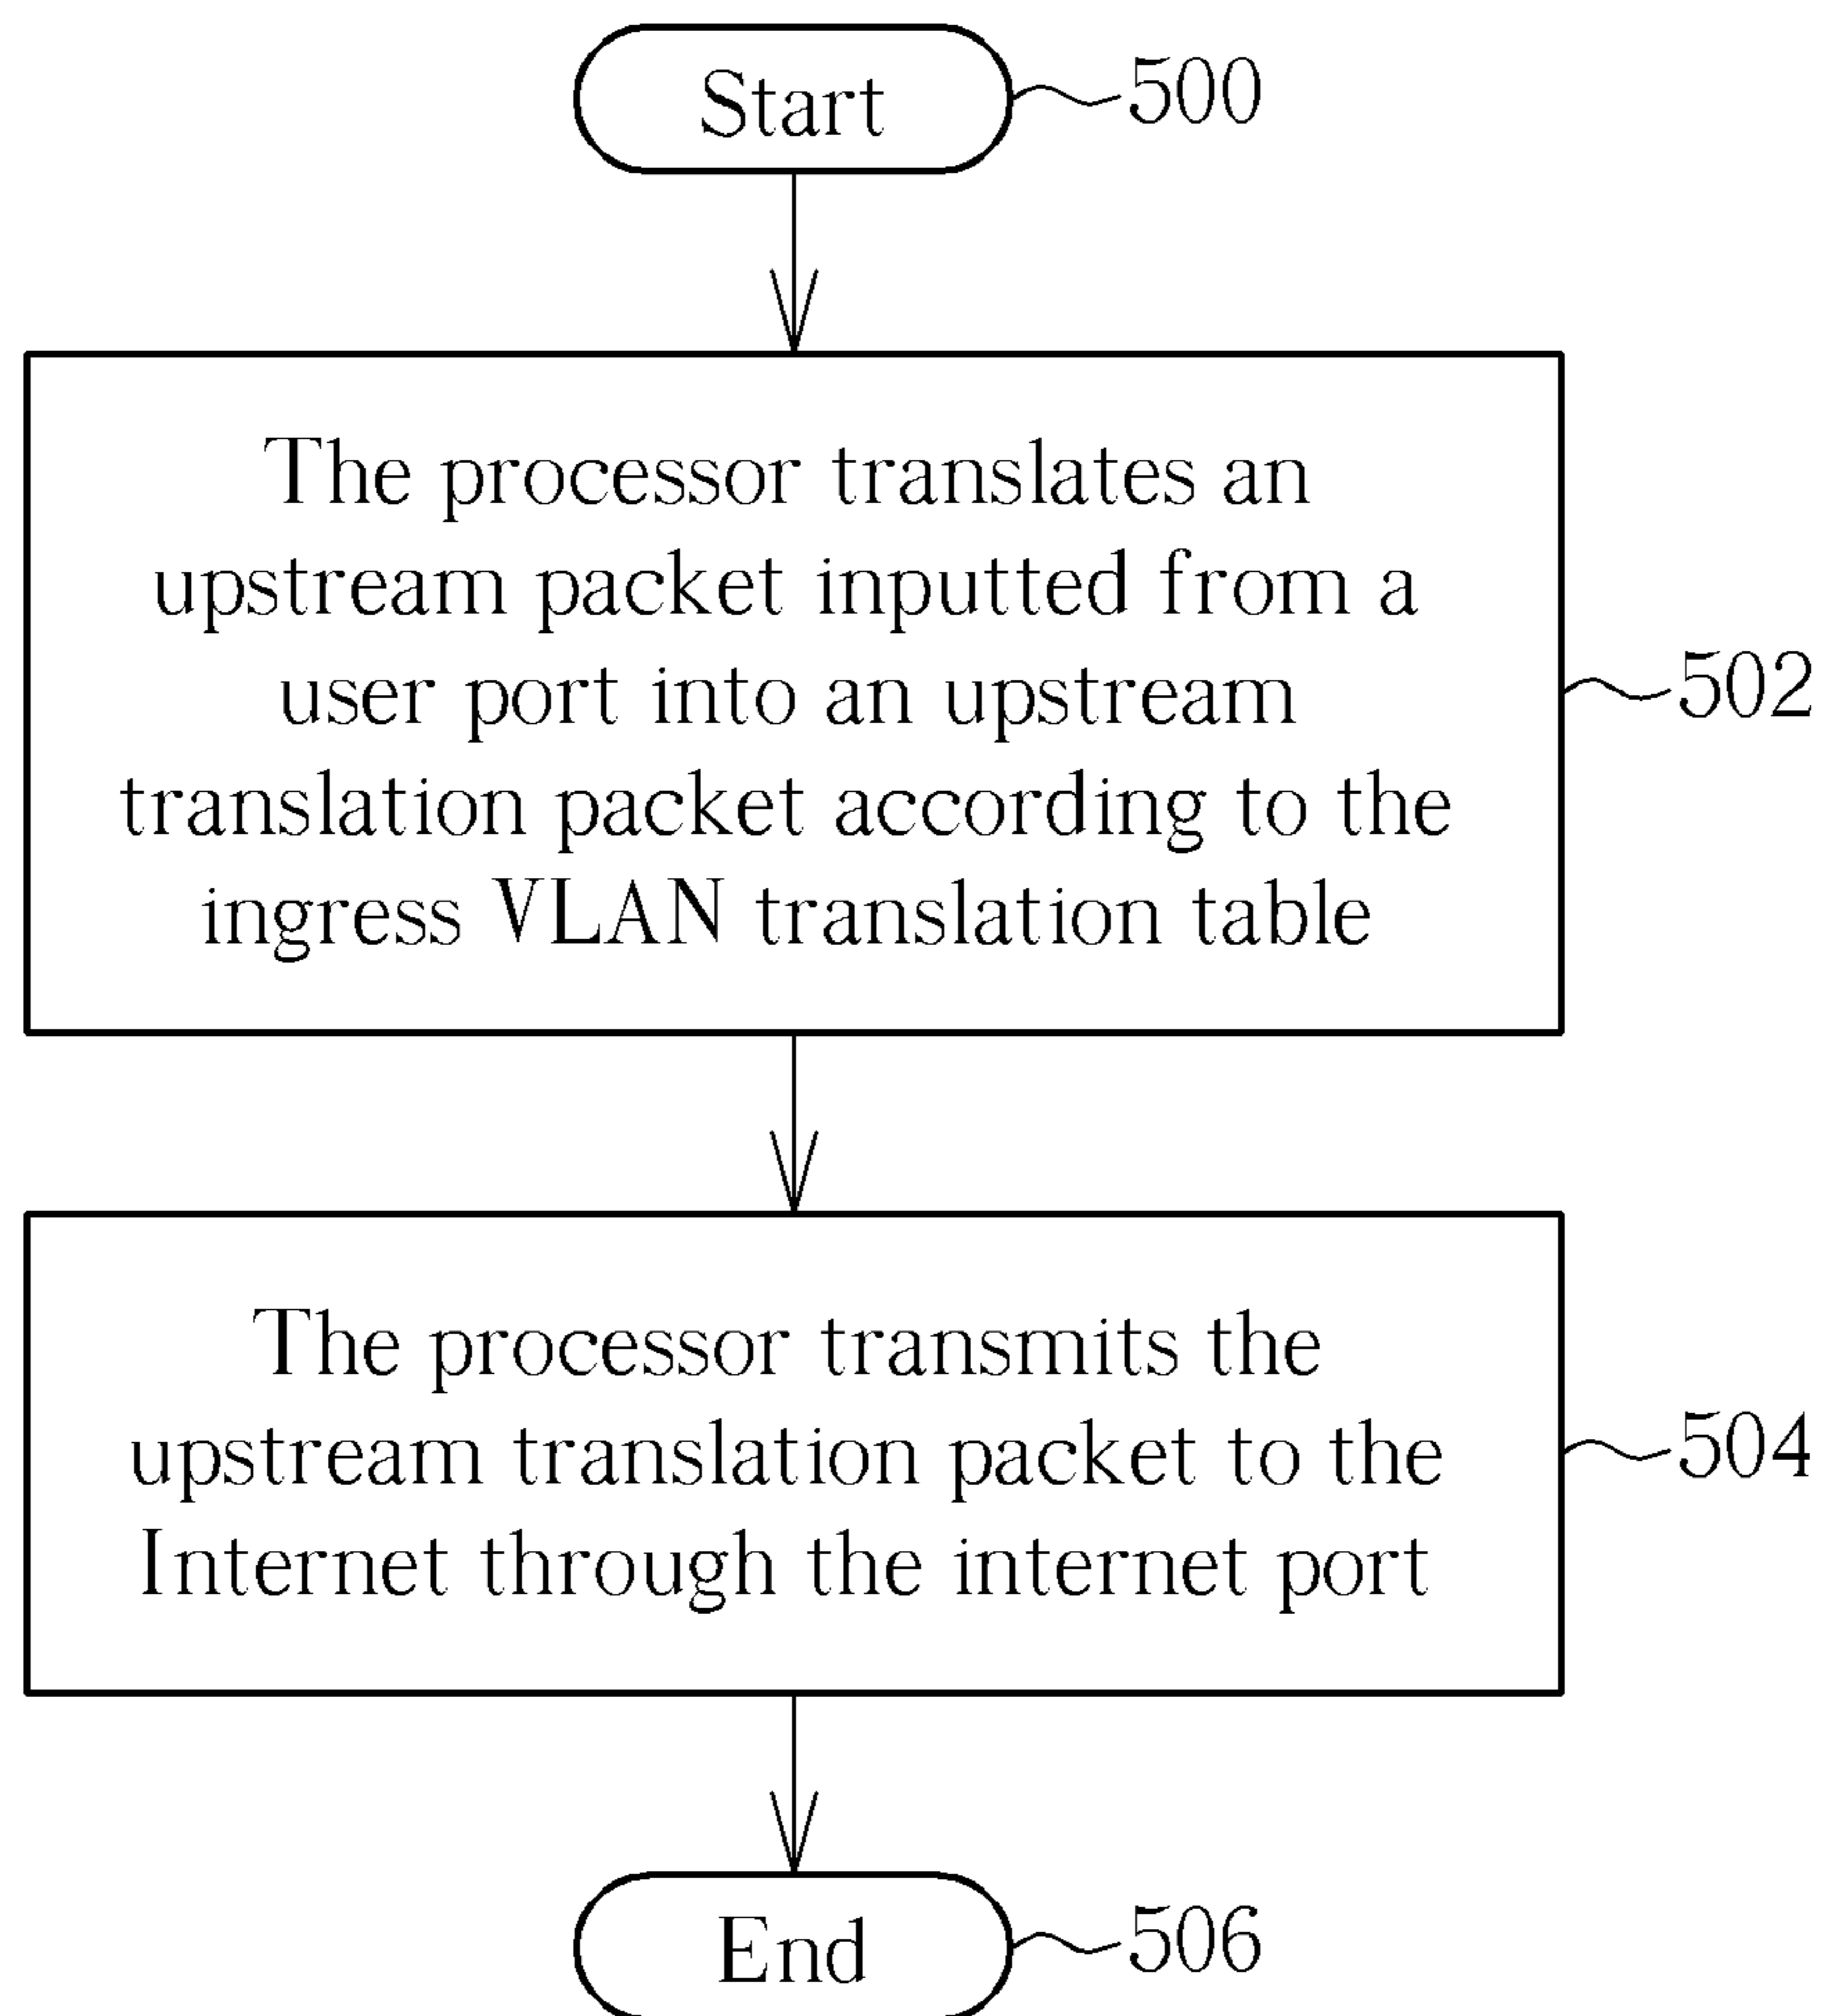 Start
500
The processor translates an
upstream packet inputted from a
user port into an upstream
502
translation packet according to the
ingress VLAN translation table
The processor transmits the
upstream translation packet to the
504
Internet through the internet port
End
506